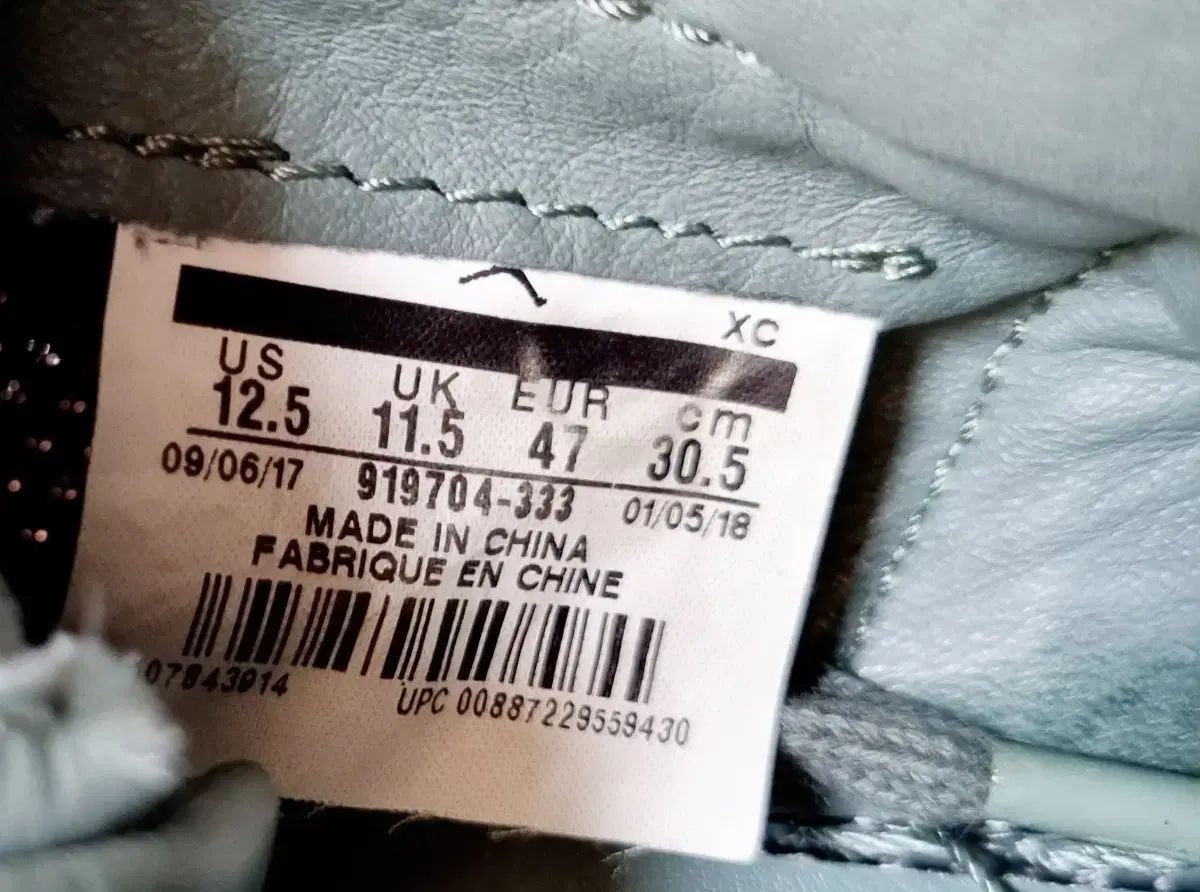 XC
US UK EUR cm
12.5 11.5 47 30.5
09/06/17 919704-333 01/05/18
MADE IN CHINA
FABRIQUE EN CHINE
07843914
UPC 00887229559430